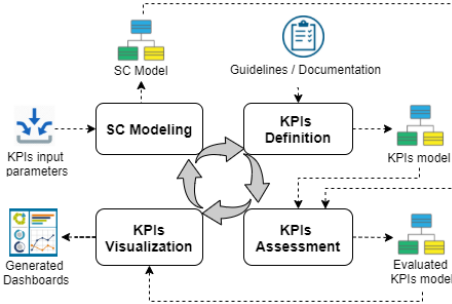 SC Model
Guidelines / Documentation
KPIs input
parameters
SC Modeling
KPIs
Definition
KPIs model
KPIs
Visualization
KPIs
Assessment
Generated
Dashboards
Evaluated
KPIs model